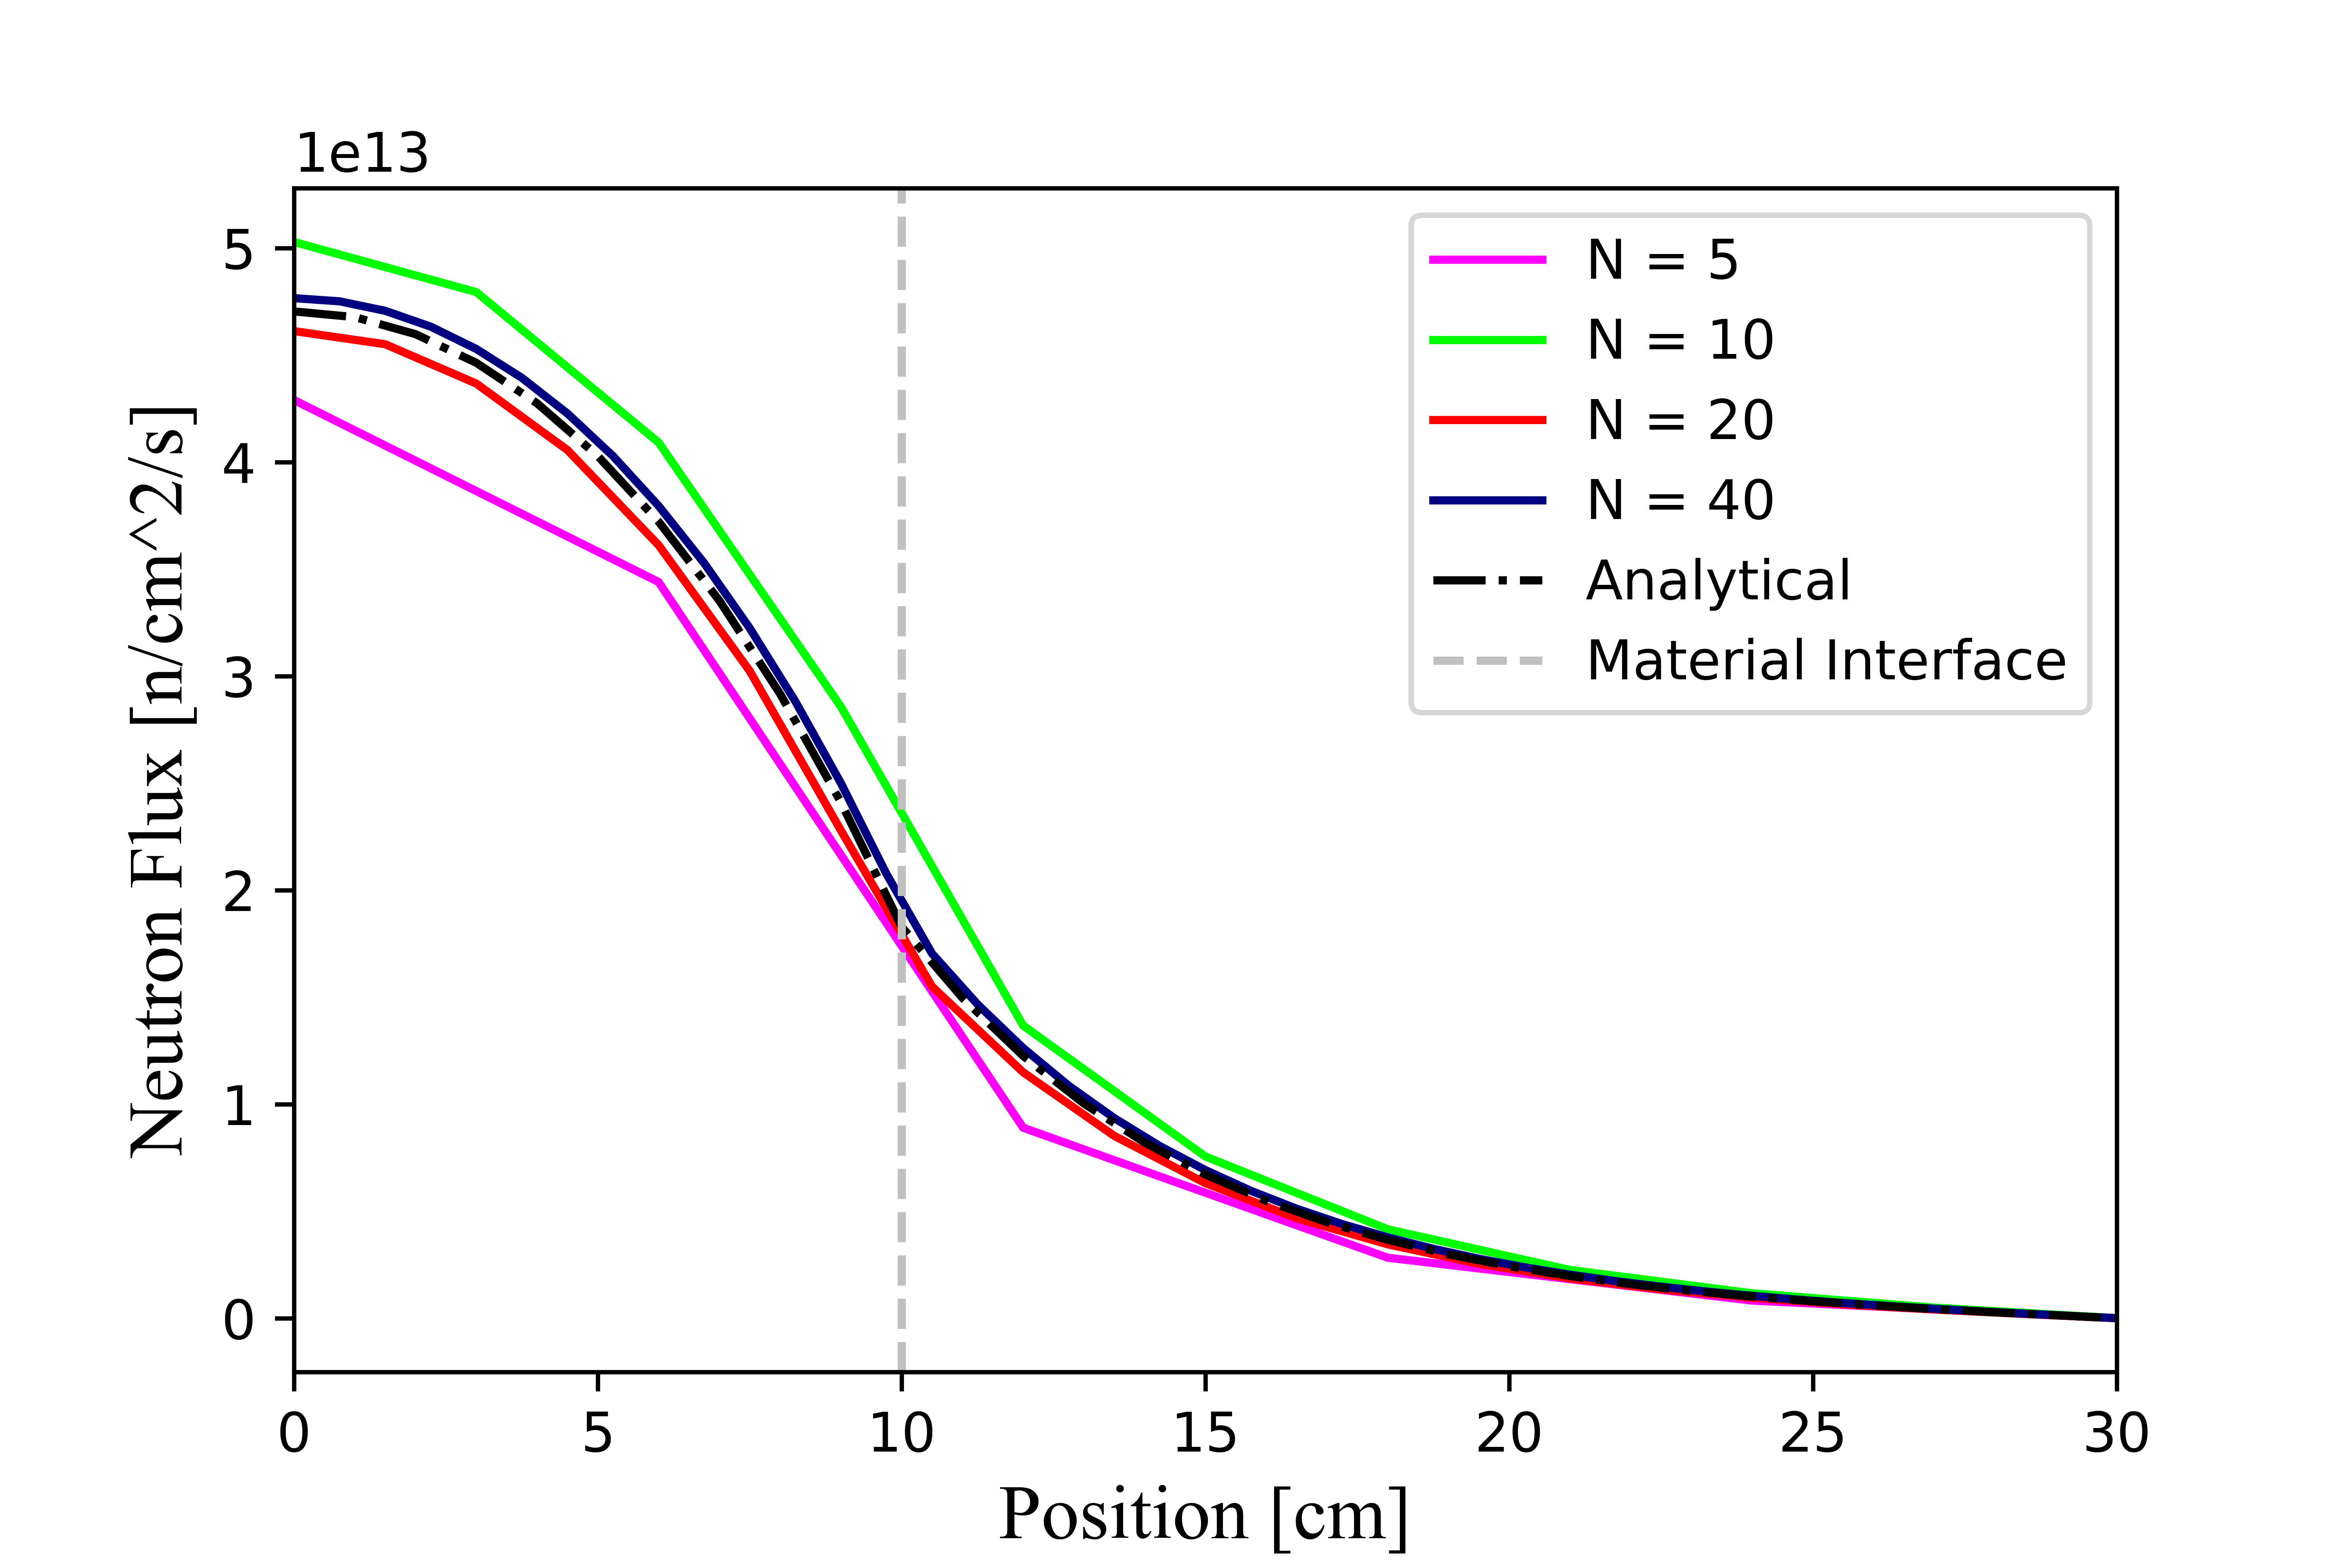 1e13
5
4
3
2
1
0
Neutron Flux [n/cm^2/s]
N = 5
N = 10
N = 20
N = 40
Analytical
Material Interface
0 5 10 15 20 25 30
Position [cm]